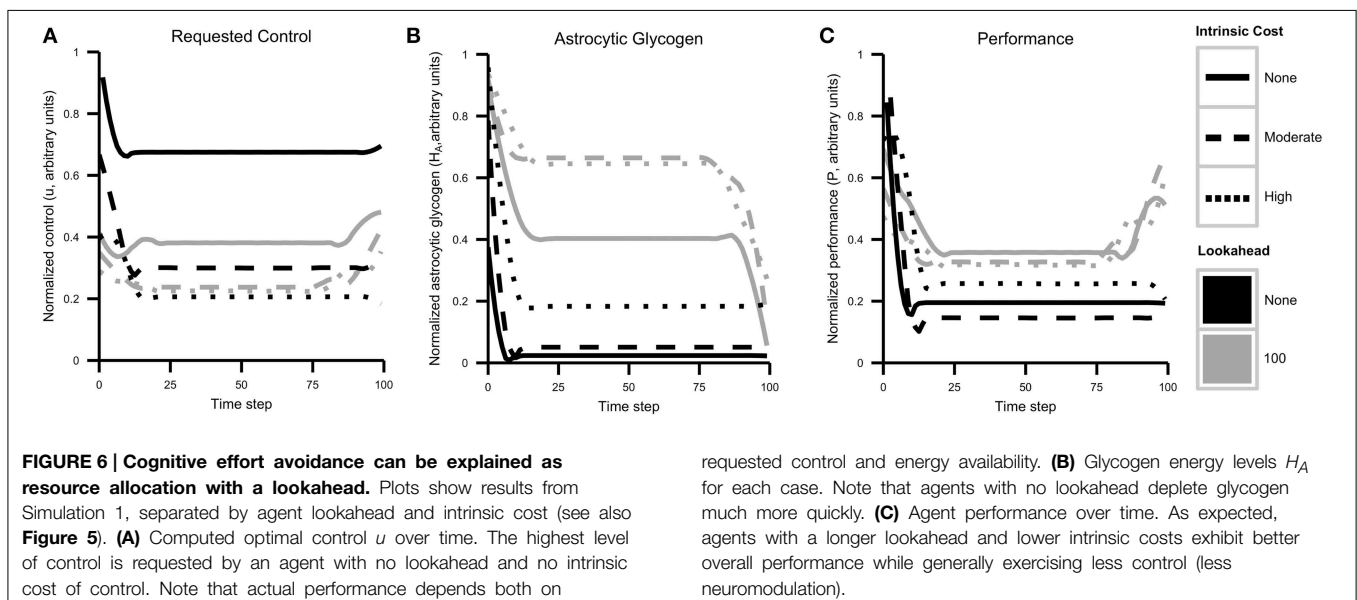 A
Requested Control
Normalized control (u, arbitrary units)
1
0.8
0.6
0.4
0.2
0
0
25
50
75
100
Time step
B
Astrocytic Glycogen
Normalized astrocytic glycogen (HA,arbitrary units)
1
0.8
0.6
0.4
0.2
0
0
25
50
75
100
Time step
C
Performance
Normalized performance (P, arbitrary units)
1
0.8
0.6
0.4
0.2
0
0
25
50
75
100
Time step
Intrinsic Cost
None
Moderate
High
Lookahead
None
100
FIGURE 6 | Cognitive effort avoidance can be explained as
resource allocation with a lookahead. Plots show results from
Simulation 1, separated by agent lookahead and intrinsic cost (see also
Figure 5). (A) Computed optimal control u over time. The highest level
of control is requested by an agent with no lookahead and no intrinsic
cost of control. Note that actual performance depends both on
requested control and energy availability. (B) Glycogen energy levels HA
for each case. Note that agents with no lookahead deplete glycogen
much more quickly. (C) Agent performance over time. As expected,
agents with a longer lookahead and lower intrinsic costs exhibit better
overall performance while generally exercising less control (less
neuromodulation).